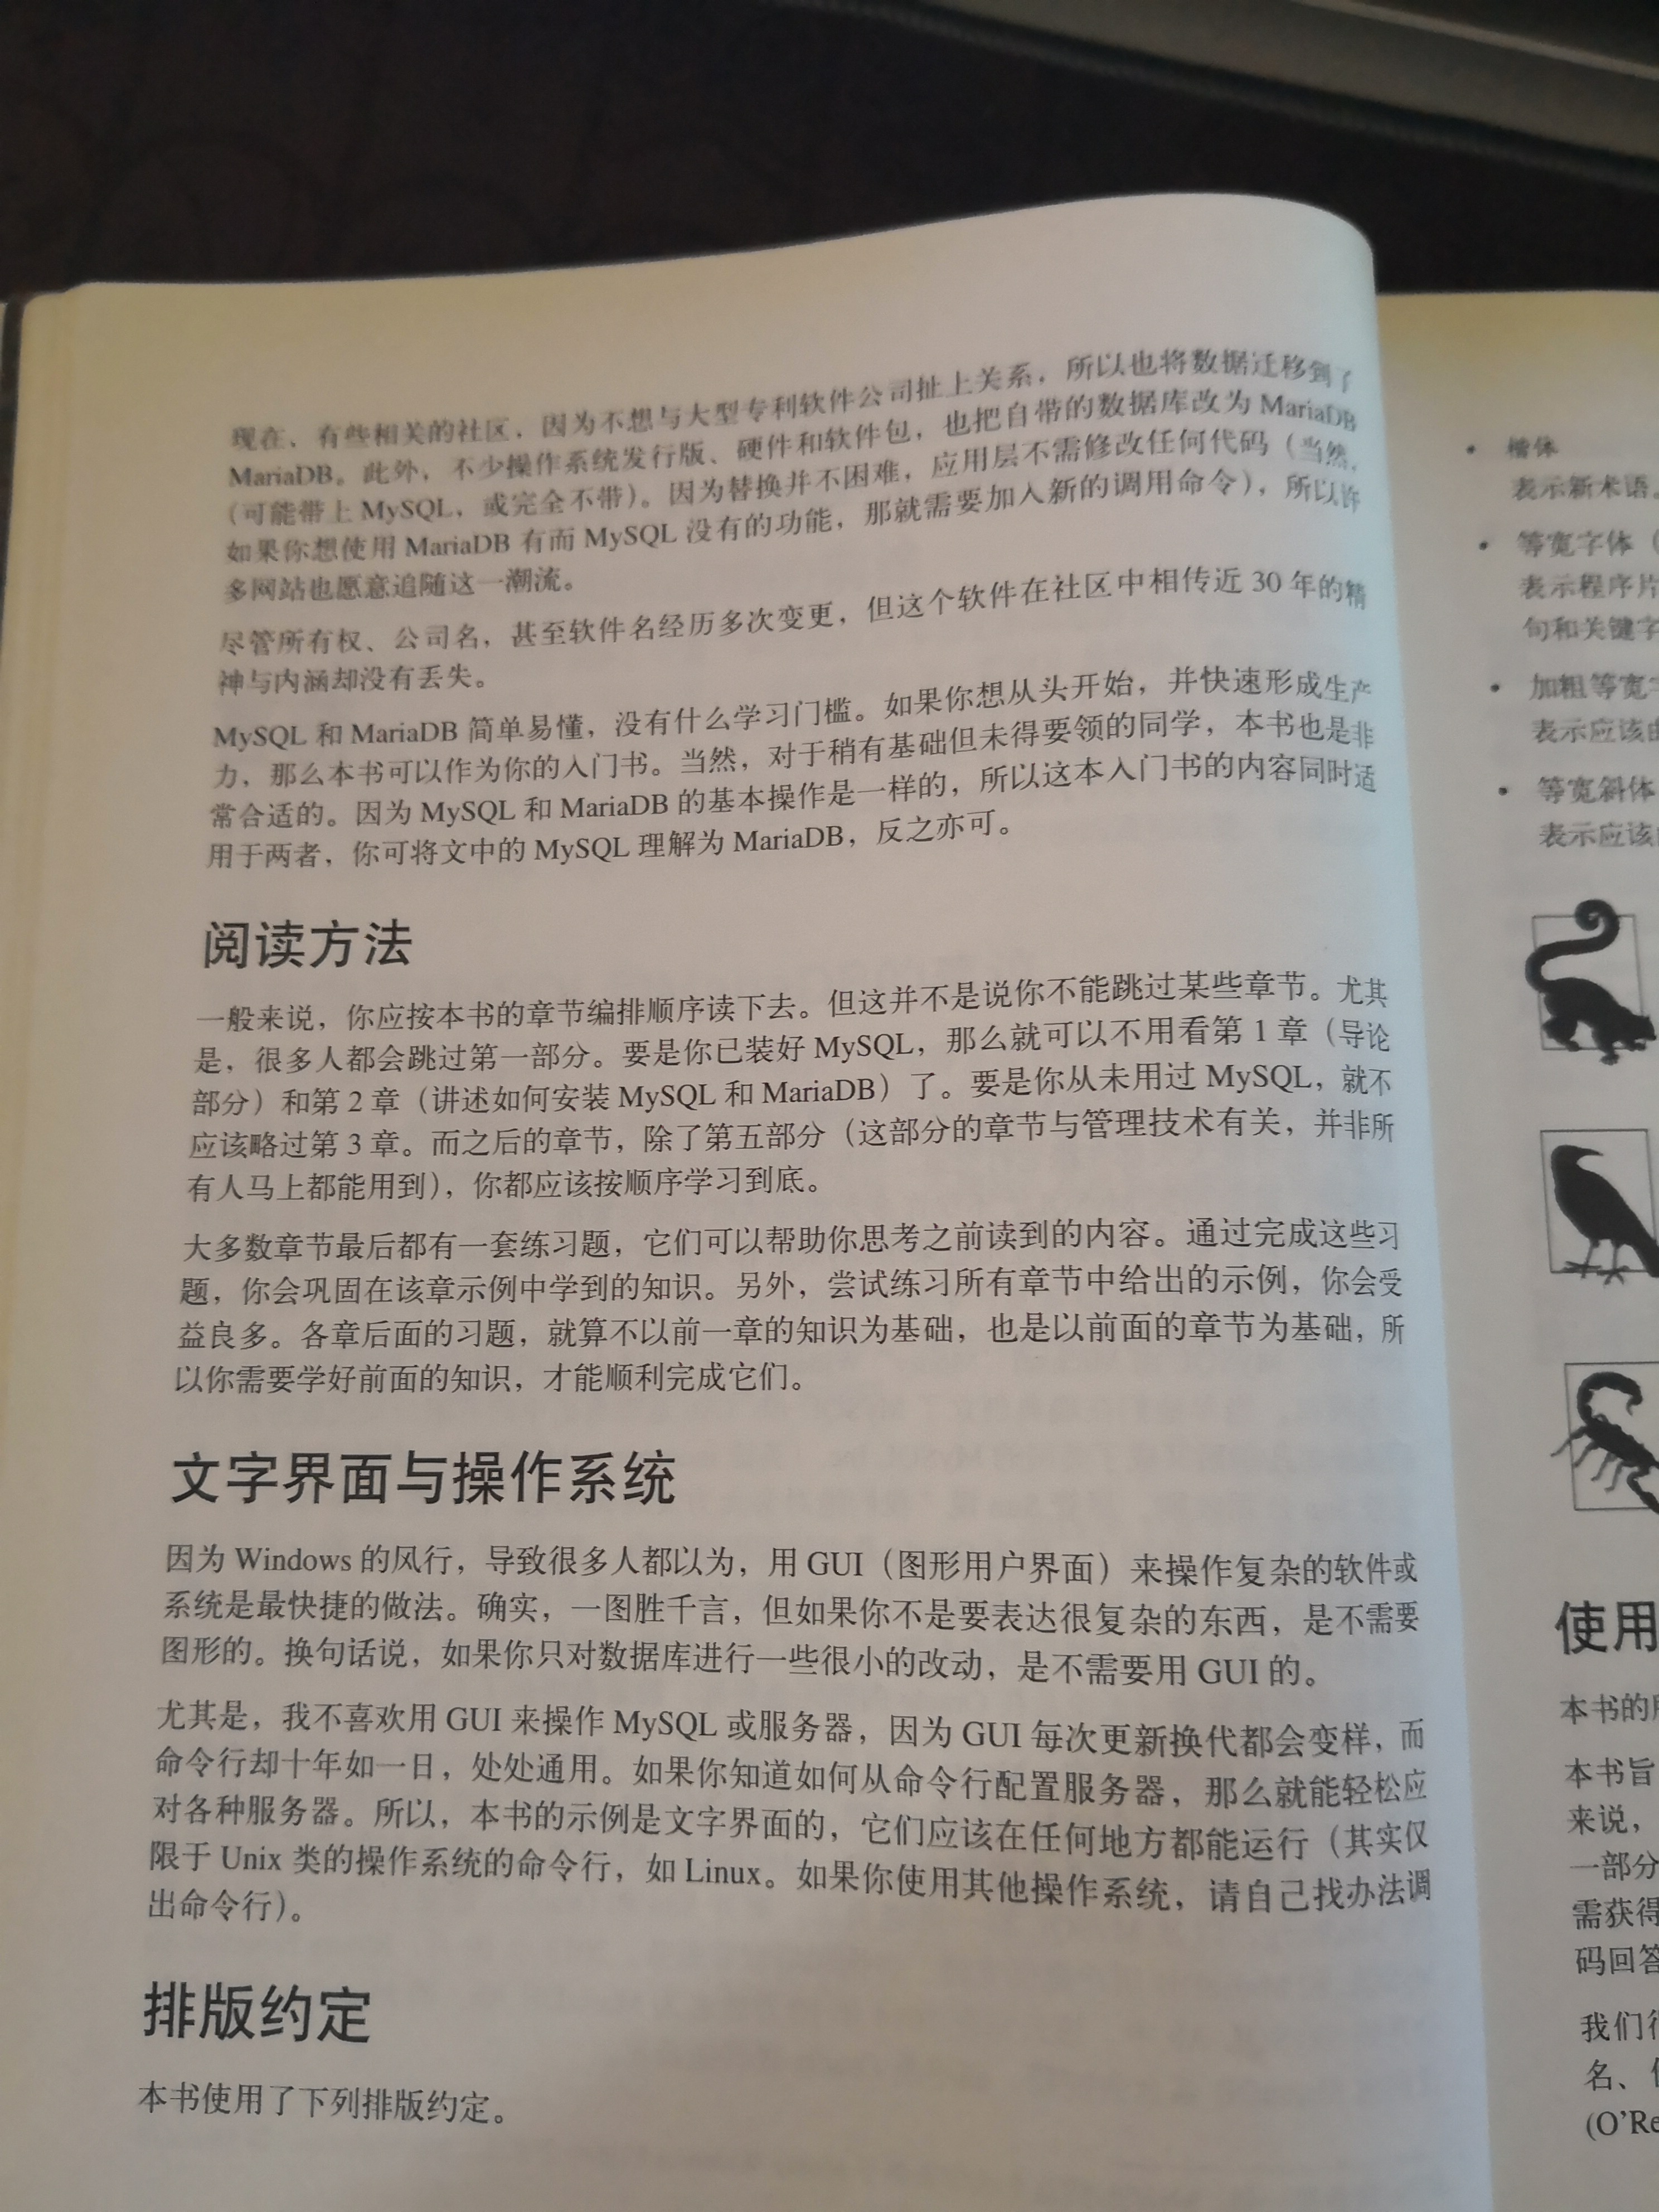 现在，有些相关的社区，因为不想与大型专利软件公司扯上关系，所以也将数据迁移到了
MariaDB。此外，不少操作系统发行版、硬件和软件包，也把自带的数据库改为 MariaDB
（可能带上 MySQL，或完全不带）。因为替换并不困难，应用层不需修改任何代码（当然，
如果你想使用 MariaDB 有而 MySQL 没有的功能，那就需要加入新的调用命令），所以许
多网站也愿意追随这一潮流。
尽管所有权、公司名，甚至软件名经历多次变更，但这个软件在社区中相传近 30 年的精
神与内涵却没有丢失。
MySQL 和 MariaDB 简单易懂，没有什么学习门槛。如果你想从头开始，并快速形成生产
力，那么本书可以作为你的入门书。当然，对于稍有基础但未得要领的同学，本书也是非
常合适的。因为 MySQL 和 MariaDB 的基本操作是一样的，所以这本入门书的内容同时适
用于两者，你可将文中的 MySQL 理解为 MariaDB，反之亦可。
阅读方法
一般来说，你应按本书的章节编排顺序读下去。但这并不是说你不能跳过某些章节。尤其
是，很多人都会跳过第一部分。要是你已装好 MySQL，那么就可以不用看第 1 章（导论
部分）和第 2 章（讲述如何安装 MySQL 和 MariaDB）了。要是你从未用过 MySQL，就不
应该略过第 3 章。而之后的章节，除了第五部分（这部分的章节与管理技术有关，并非所
有人马上都能用到），你都应该按顺序学习到底。
大多数章节最后都有一套练习题，它们可以帮助你思考之前读到的内容。通过完成这些习
题，你会巩固在该章示例中学到的知识。另外，尝试练习所有章节中给出的示例，你会受
益良多。各章后面的习题，就算不以前一章的知识为基础，也是以前面的章节为基础，所
以你需要学好前面的知识，才能顺利完成它们。
文字界面与操作系统
因为 Windows 的风行，导致很多人都以为，用 GUI（图形用户界面）来操作复杂的软件或
系统是最快捷的做法。确实，一图胜千言，但如果你不是要表达很复杂的东西，是不需要
图形的。换句话说，如果你只对数据库进行一些很小的改动，是不需要用 GUI 的。
尤其是，我不喜欢用 GUI 来操作 MySQL 或服务器，因为 GUI 每次更新换代都会变样，而
命令行却十年如一日，处处通用。如果你知道如何从命令行配置服务器，那么就能轻松应
对各种服务器。所以，本书的示例是文字界面的，它们应该在任何地方都能运行（其实仅
限于 Unix 类的操作系统的命令行，如 Linux。如果你使用其他操作系统，请自己找办法调
出命令行）。
排版约定
本书使用了下列排版约定。
• 楷体
表示新术语。
• 等宽字体（
表示程序片
句和关键字
• 加粗等宽字
表示应该由
• 等宽斜体
表示应该
使用
本书的
本书旨
来说，
一部分
需获得
码回答
我们
名、
(O’Re